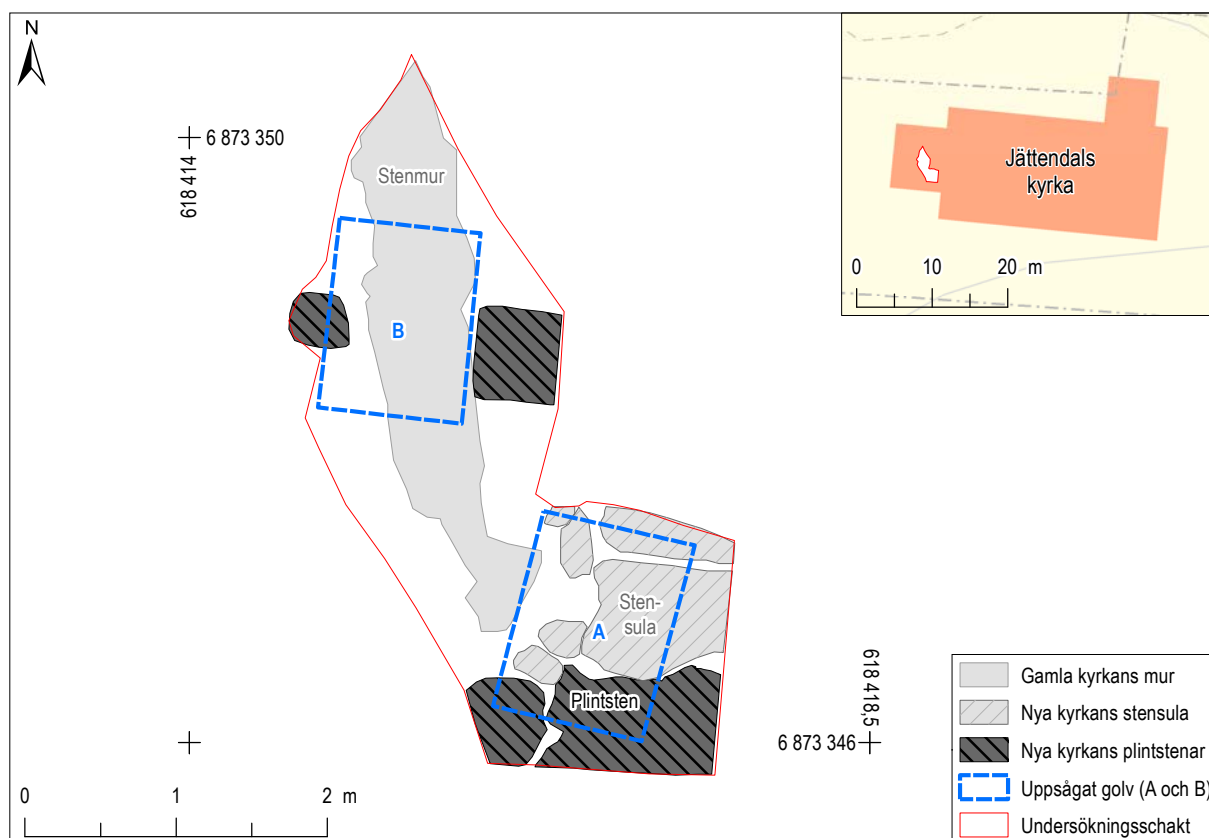 N
6 873 350
618 414
Stenmur
B
Sten-
sula
A
Plintsten
618 418,5
6 873 346
0 1 2 m
Jättendals
kyrka
0 10 20 m
Gamla kyrkans mur
Nya kyrkans stensula
Nya kyrkans plintstenar
Uppsågat golv (A och B)
Undersökningsschakt